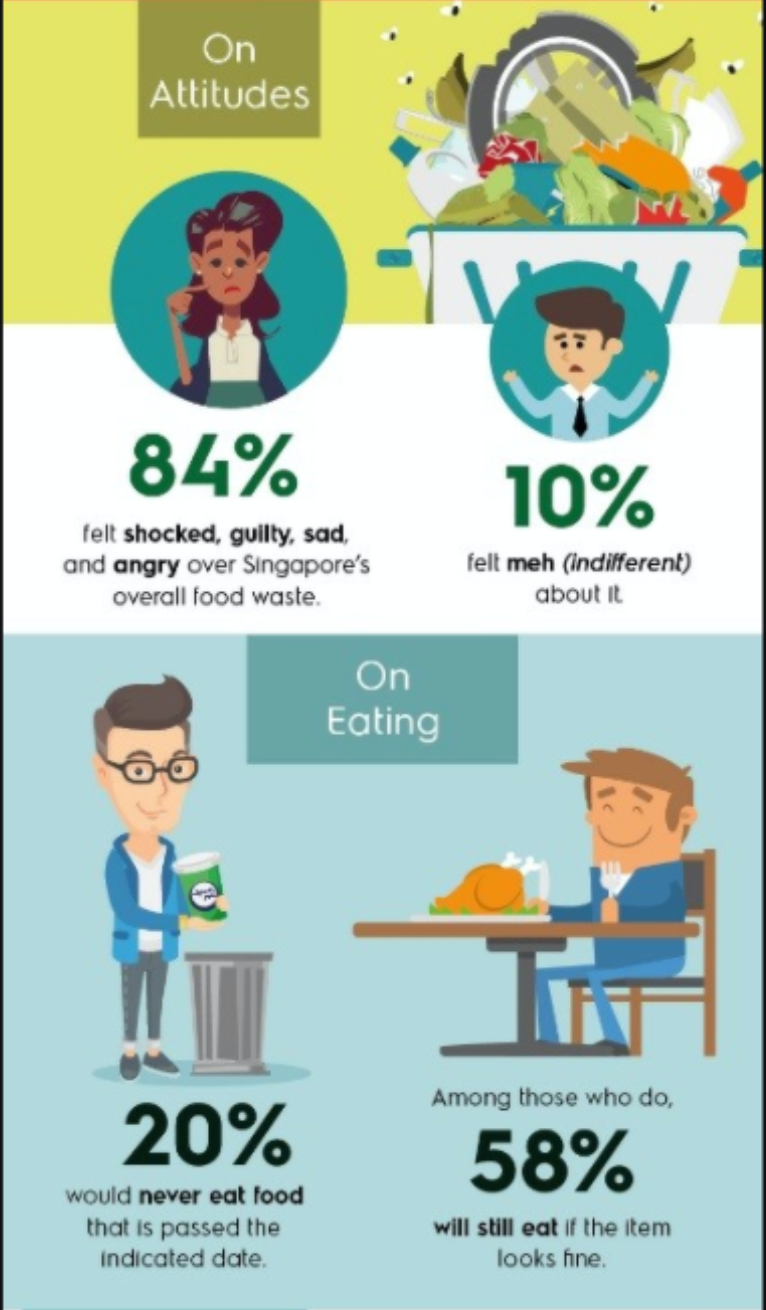 On
Attitudes
84%
felt shocked, guilty, sad,
and angry over Singapore's
overall food waste.
10%
felt meh (indifferent)
about it.
On
Eating
20%
would never eat food
that is passed the
indicated date.
Among those who do,
58%
will still eat if the item
looks fine.